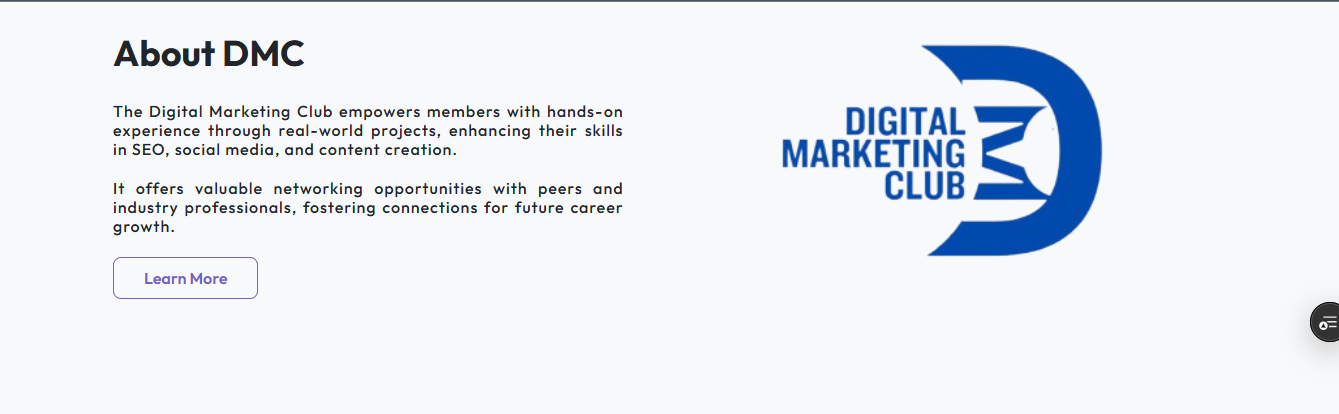 About DMC
The Digital Marketing Club empowers members with hands-on
experience through real-world projects, enhancing their skills
in SEO, social media, and content creation.
It offers valuable networking opportunities with peers and
industry professionals, fostering connections for future career
growth.
Learn More
DIGITAL
MARKETING
CLUB